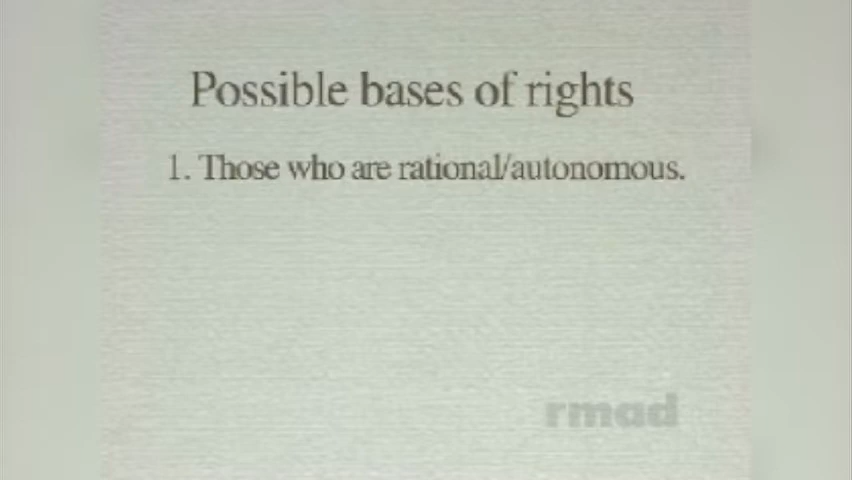 Possible bases of rights
1. Those who are rational/autonomous.
rmad